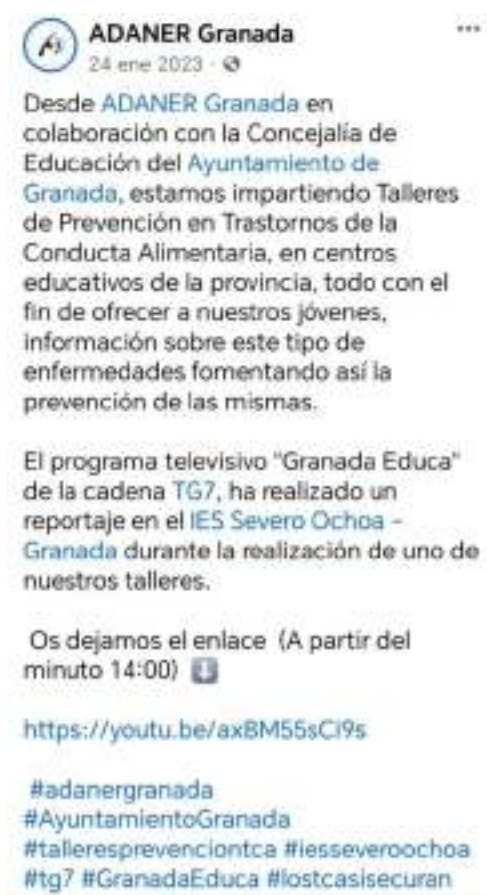 ADANER Granada
24 ene 2023
Desde ADANER Granada en
colaboración con la Concejalía de
Educación del Ayuntamiento de
Granada, estamos impartiendo Talleres
de Prevención en Trastornos de la
Conducta Alimentaria, en centros
educativos de la provincia, todo con el
fin de ofrecer a nuestros jóvenes,
información sobre este tipo de
enfermedades fomentando así la
prevención de las mismas.
El programa televisivo "Granada Educa"
de la cadena TG7, ha realizado un
reportaje en el IES Severo Ochoa -
Granada durante la realización de uno de
nuestros talleres.
Os dejamos el enlace (A partir del
minuto 14:00)
https://youtu.be/ax8M55sCi9s
#adanergranada
#AyuntamientoGranada
#talleresprevenciontca #iesseveroochoa
#tg7 #GranadaEduca #lostcasisecuran